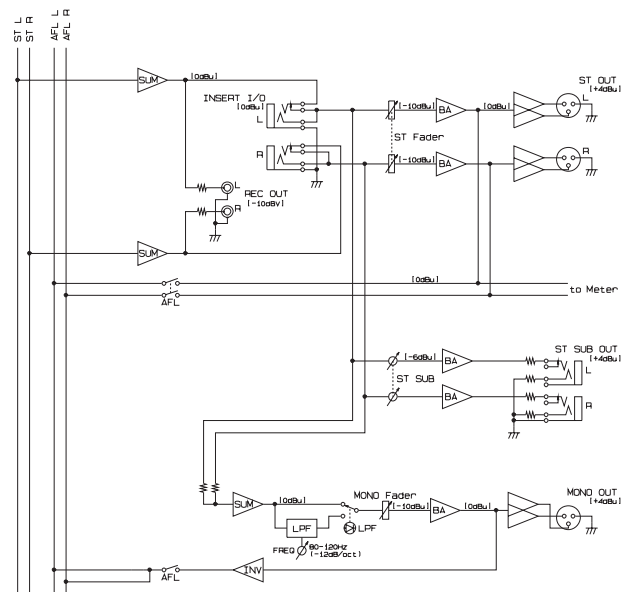 ST L
ST R
AFL L
AFL R
SUM
[0dBu]
INSERT I/O
[0dBu]
L
R
[-10dBu]
BA
[0dBu]
ST OUT
[+4dBu]
L
ST Fader
[-10dBu]
BA
R
L
REC OUT
[-10dBV]
R
SUM
[0dBu]
to Meter
AFL
[-6dBu]
BA
ST SUB OUT
[+4dBu]
L
ST SUB
BA
R
SUM
[0dBu]
MONO Fader
[-10dBu]
BA
[0dBu]
MONO OUT
[+4dBu]
LPF
LPF
FREQ
80-120Hz
[-12dB/oct]
AFL
INV